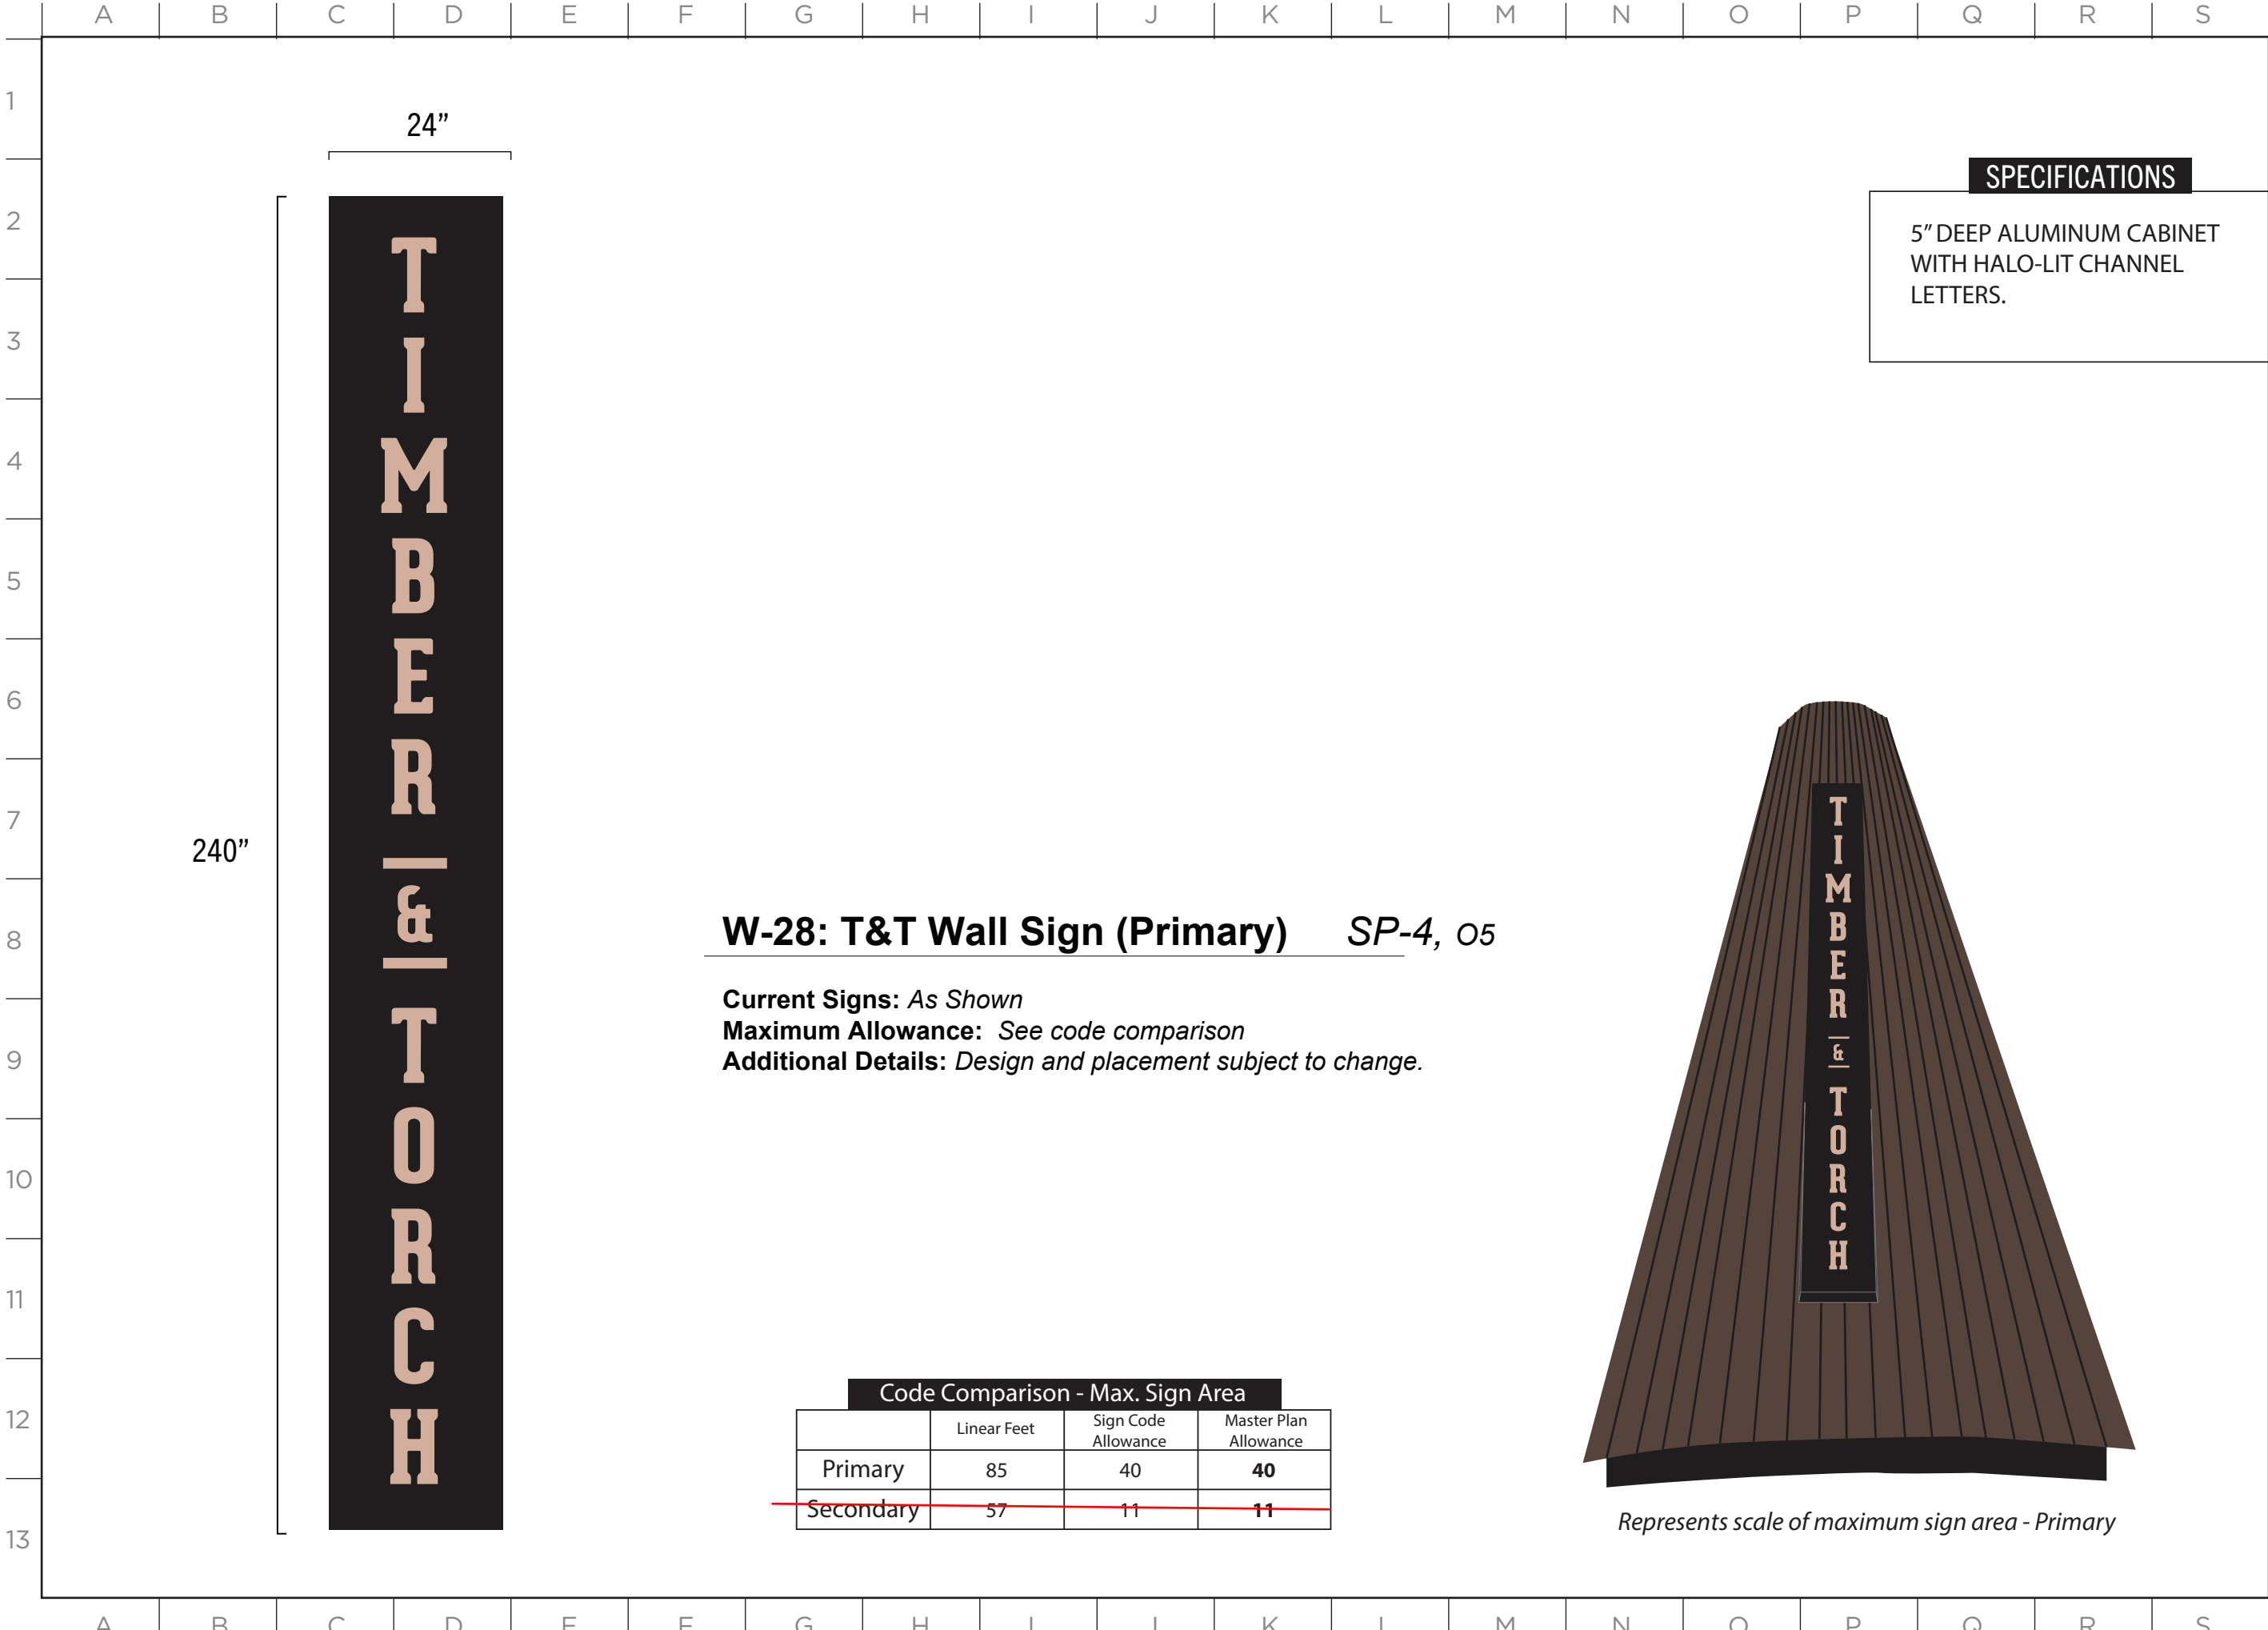 A B C D E F G H I J K L M N O P Q R S
1
2
3
4
5
6
7
8
9
10
11
12
13
24”
240”
T
I
M
B
E
R
&
T
O
R
C
H
SPECIFICATIONS
5” DEEP ALUMINUM CABINET
WITH HALO-LIT CHANNEL
LETTERS.
W-28: T&T Wall Sign (Primary) SP-4, O5
Current Signs: As Shown
Maximum Allowance: See code comparison
Additional Details: Design and placement subject to change.
Code Comparison - Max. Sign Area
Linear Feet
Sign Code
Allowance
Master Plan
Allowance
Primary 85 40 40
Secondary 57 11 11
T
I
M
B
E
R
&
T
O
R
C
H
Represents scale of maximum sign area - Primary
A B C D E F G H I J K L M N O P Q R S